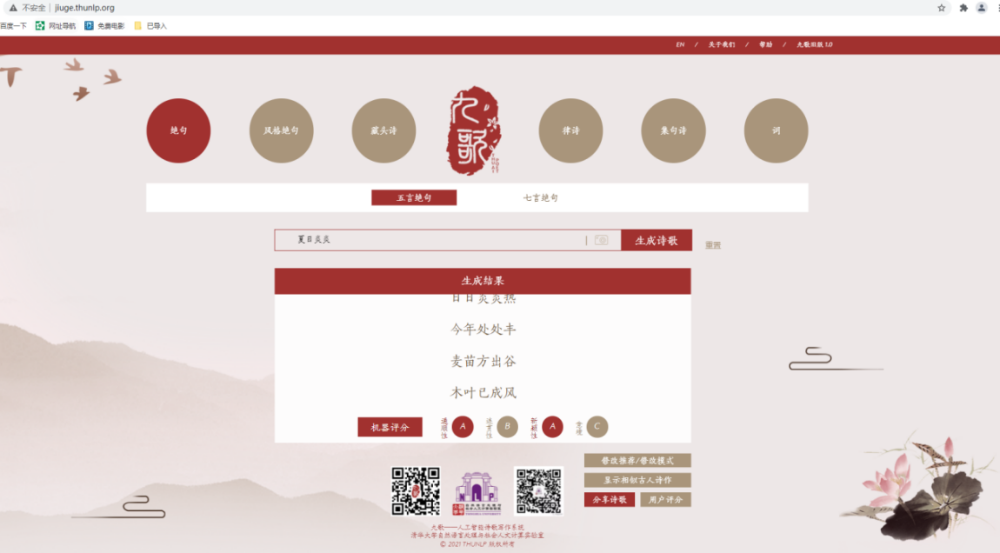 不安全 | jiuge.thunlp.org
百度一下 网址导航 免费电影 已导入
EN / 关于我们 / 帮助 / 九歌旧版 1.0
绝句 风格绝句 藏头诗 九歌 律诗 集句诗 词
五言绝句 七言绝句
夏日炎炎 | 生成诗歌 重置
生成结果
日日炎炎热
今年处处丰
麦苗方出谷
木叶已成风
机器评分 通顺性 A 连贯性 B 新颖性 A 意境 C
修改推荐/修改模式
显示相似古人诗作
分享诗歌 用户评分
NLP
九歌——人工智能诗歌写作系统
清华大学自然语言处理与社会人文计算实验室
© 2021 THUNLP 版权所有